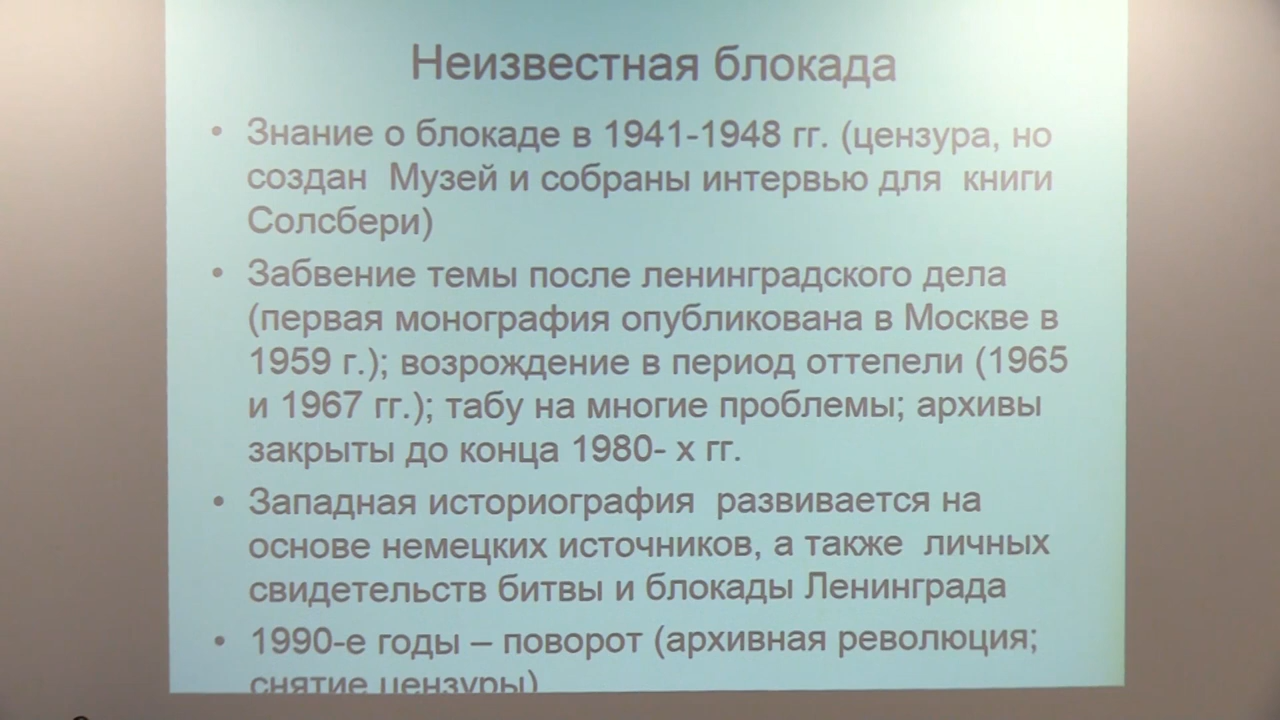 Неизвестная блокада
• Знание о блокаде в 1941-1948 гг. (цензура, но
создан Музей и собраны интервью для книги
Солсбери)
• Забвение темы после ленинградского дела
(первая монография опубликована в Москве в
1959 г.); возрождение в период оттепели (1965
и 1967 гг.); табу на многие проблемы; архивы
закрыты до конца 1980- х гг.
• Западная историография развивается на
основе немецких источников, а также личных
свидетельств битвы и блокады Ленинграда
• 1990-е годы – поворот (архивная революция;
снятие цензуры)